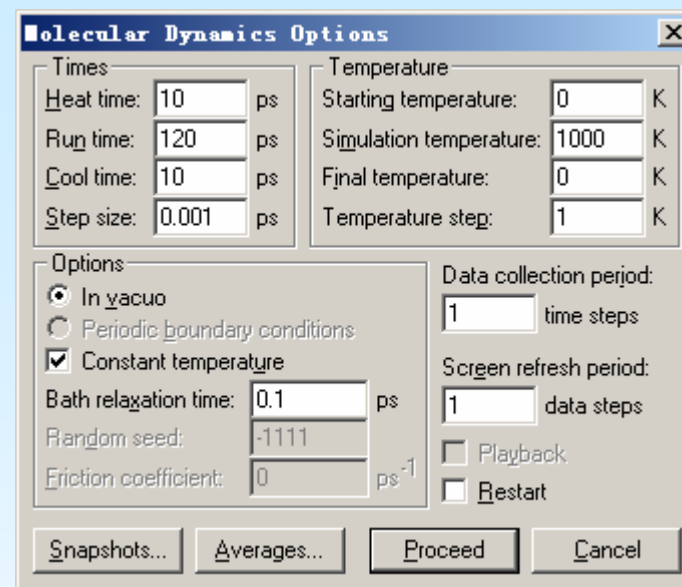 Molecular Dynamics Options
Times
Heat time: 10 ps
Run time: 120 ps
Cool time: 10 ps
Step size: 0.001 ps
Temperature
Starting temperature: 0 K
Simulation temperature: 1000 K
Final temperature: 0 K
Temperature step: 1 K
Options
In vacuo
Periodic boundary conditions
Constant temperature
Bath relaxation time: 0.1 ps
Random seed: -1111
Friction coefficient: 0 ps-1
Data collection period:
1 time steps
Screen refresh period:
1 data steps
Playback
Restart
Snapshots... Averages... Proceed Cancel